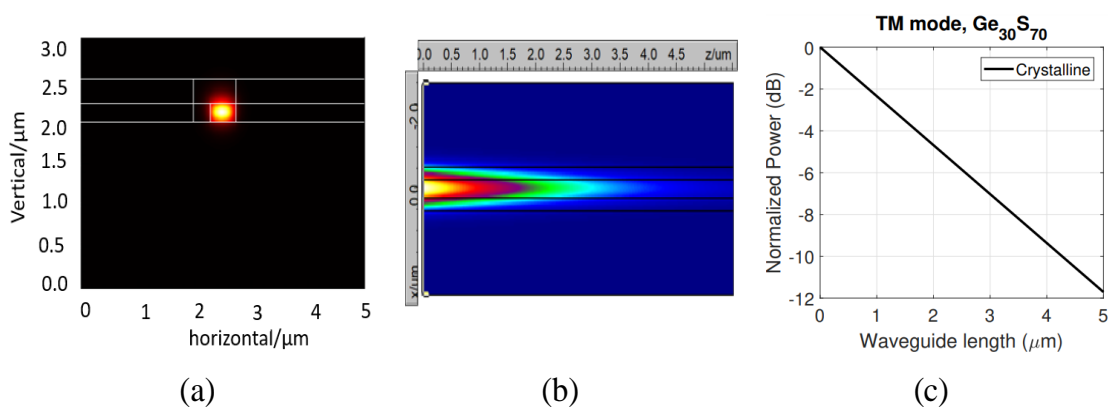 3.0
2.5
2.0
1.5
1.0
0.5
0.0
Vertical/µm
0 1 2 3 4 5
horizontal/µm
(a)
0.0 0.5 1.0 1.5 2.0 2.5 3.0 3.5 4.0 4.5 z/um
-2.0
0.0
x/um
(b)
TM mode, Ge30S70
Crystalline
0
-2
-4
-6
-8
-10
-12
Normalized Power (dB)
0 1 2 3 4 5
Waveguide length (μm)
(c)